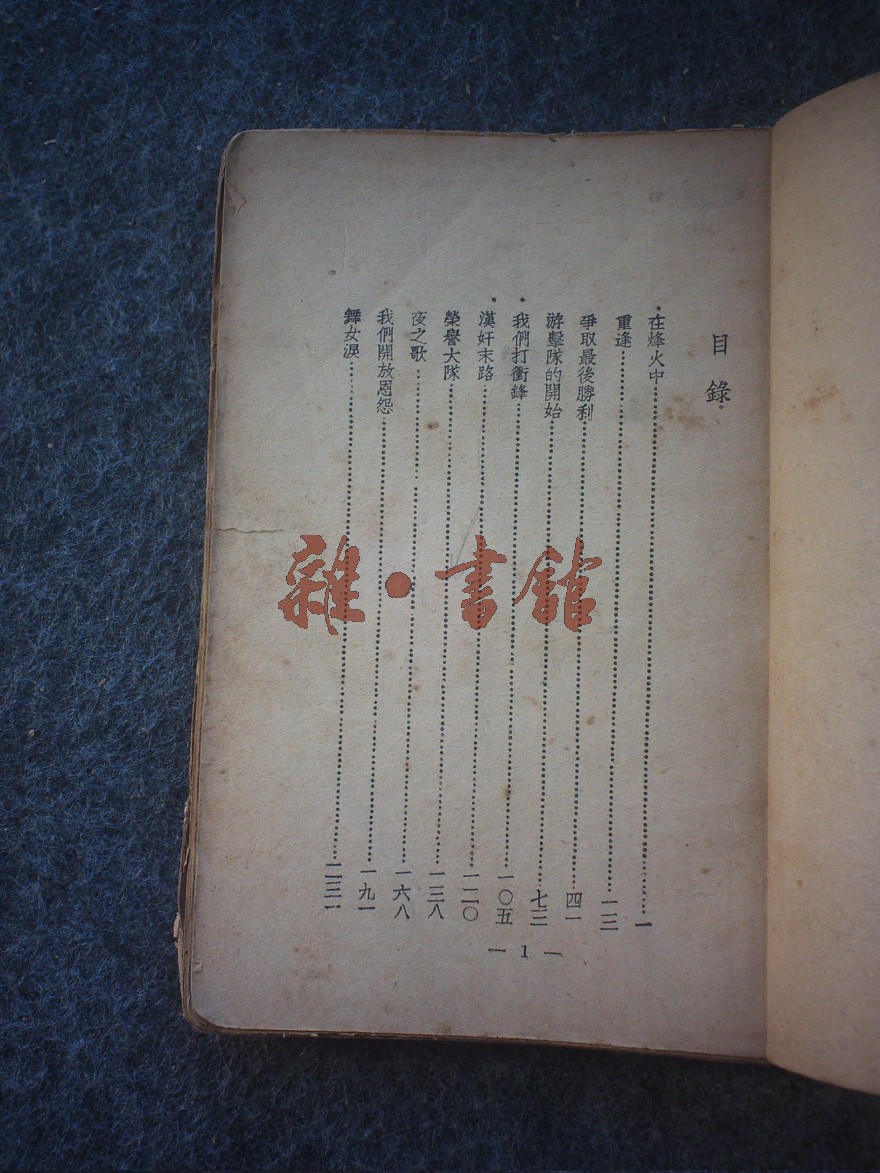 目錄
在烽火中…………一
重逢…………一三
爭取最後勝利…………四一
游擊隊的開始…………七三
我們打衝鋒…………一〇五
漢奸末路…………一二〇
榮譽大隊…………一三八
夜之歌…………一六八
我們開放恩怨…………一九一
舞女淚…………二三一
— 1 —
雜·書館